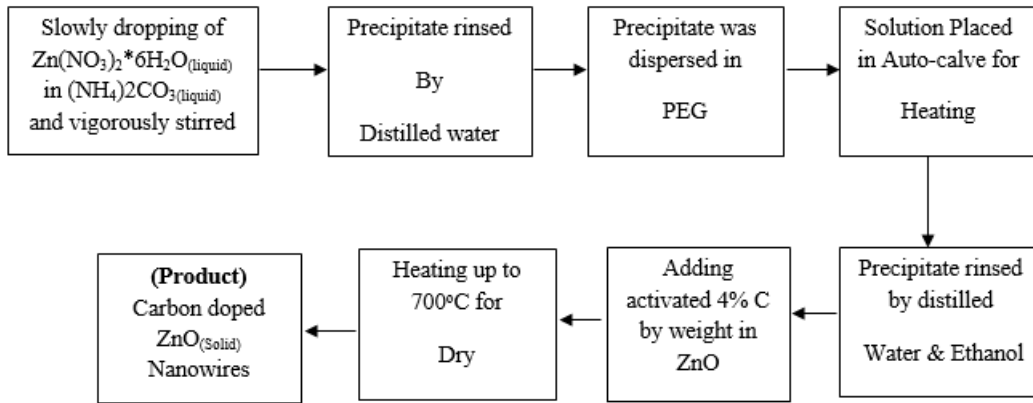 Slowly dropping of
Zn(NO₃)₂*6H₂O₍liquid₎
in (NH₄)2CO₃₍liquid₎
and vigorously stirred
Precipitate rinsed
By
Distilled water
Precipitate was
dispersed in
PEG
Solution Placed
in Auto-calve for
Heating
Precipitate rinsed
by distilled
Water & Ethanol
Adding
activated 4% C
by weight in
ZnO
Heating up to
700°C for
Dry
(Product)
Carbon doped
ZnO₍Solid₎
Nanowires